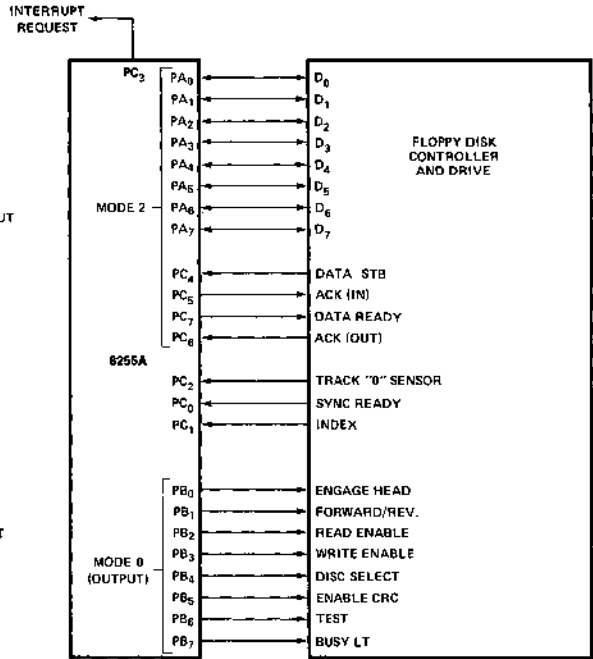 INTERRUPT
REQUEST
PC3
PA0 D0
PA1 D1
PA2 D2
PA3 D3
PA4 D4
PA5 D5
PA6 D6
PA7 D7
MODE 2
FLOPPY DISK
CONTROLLER
AND DRIVE
UT
PC4 DATA STB
PC5 ACK (IN)
PC7 DATA READY
PC6 ACK (OUT)
8255A
PC2 TRACK "0" SENSOR
PC0 SYNC READY
PC1 INDEX
PB0 ENGAGE HEAD
PB1 FORWARD/REV.
PB2 READ ENABLE
T
PB3 WRITE ENABLE
MODE 0
(OUTPUT)
PB4 DISC SELECT
PB5 ENABLE CRC
PB6 TEST
PB7 BUSY LT